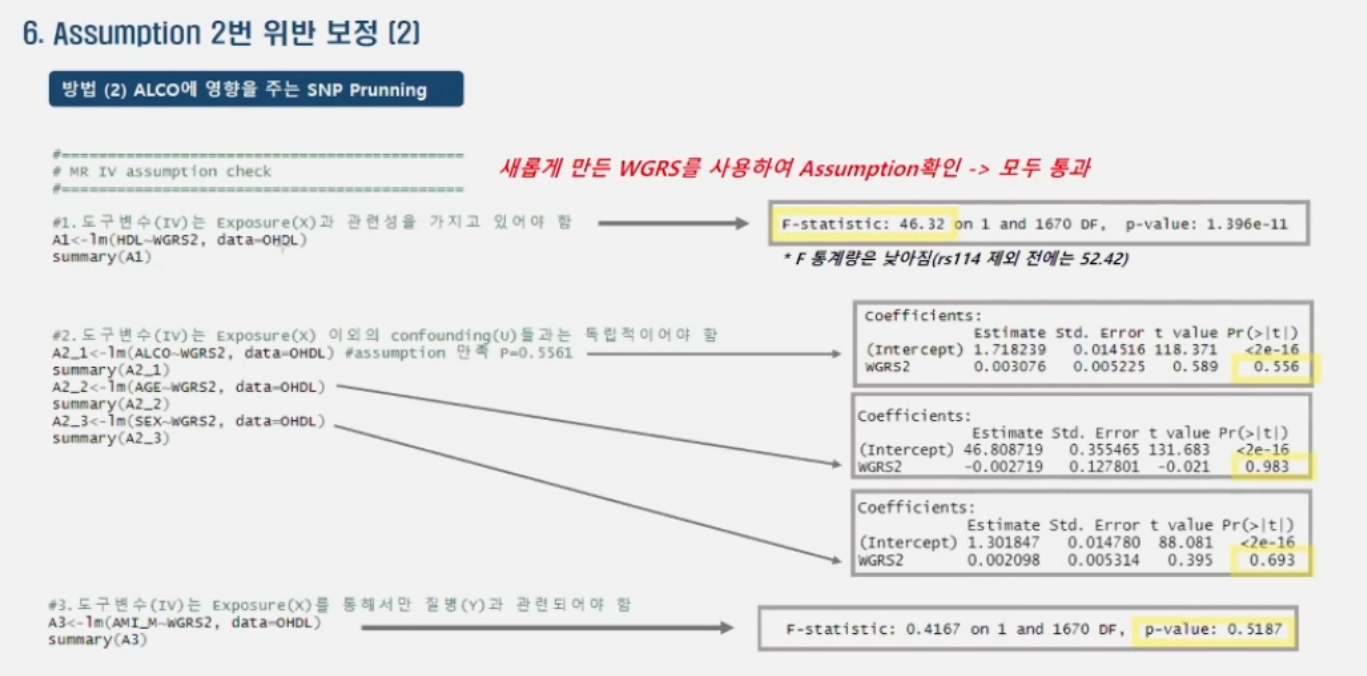 6. Assumption 2번 위반 보정 (2)
방법 (2) ALCO에 영향을 주는 SNP Prunning
#============================================
# MR IV assumption check
#============================================
새롭게 만든 WGRS를 사용하여 Assumption확인 -> 모두 통과
#1.도구변수(IV)는 Exposure(X)과 관련성을 가지고 있어야 함
A1<-lm(HDL~WGRS2, data=OHDL)
summary(A1)
F-statistic: 46.32 on 1 and 1670 DF, p-value: 1.396e-11
* F 통계량은 낮아짐(rs114 제외 전에는 52.42)
#2.도구변수(IV)는 Exposure(X) 이외의 confounding(U)들과는 독립적이어야 함
A2_1<-lm(ALCO~WGRS2, data=OHDL) #assumption 만족 P=0.5561
summary(A2_1)
A2_2<-lm(AGE~WGRS2, data=OHDL)
summary(A2_2)
A2_3<-lm(SEX~WGRS2, data=OHDL)
summary(A2_3)
Coefficients:
Estimate Std. Error t value Pr(>|t|)
(Intercept) 1.718239 0.014516 118.371 <2e-16
WGRS2 0.003076 0.005225 0.589 0.556
Coefficients:
Estimate Std. Error t value Pr(>|t|)
(Intercept) 46.808719 0.355465 131.683 <2e-16
WGRS2 -0.002719 0.127801 -0.021 0.983
Coefficients:
Estimate Std. Error t value Pr(>|t|)
(Intercept) 1.301847 0.014780 88.081 <2e-16
WGRS2 0.002098 0.005314 0.395 0.693
#3.도구변수(IV)는 Exposure(X)를 통해서만 질병(Y)과 관련되어야 함
A3<-lm(AMI_M~WGRS2, data=OHDL)
summary(A3)
F-statistic: 0.4167 on 1 and 1670 DF, p-value: 0.5187